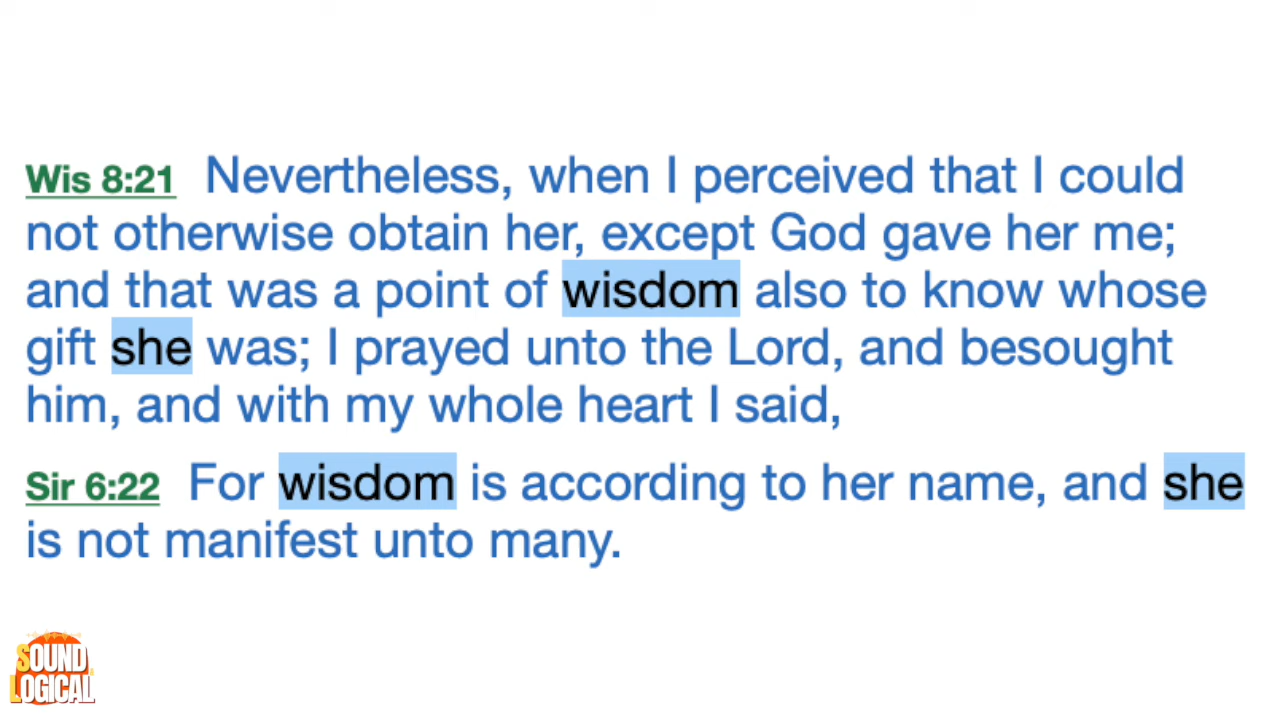 Wis 8:21 Nevertheless, when I perceived that I could
not otherwise obtain her, except God gave her me;
and that was a point of wisdom also to know whose
gift she was; I prayed unto the Lord, and besought
him, and with my whole heart I said,
Sir 6:22 For wisdom is according to her name, and she
is not manifest unto many.
SOUND
LOGICAL